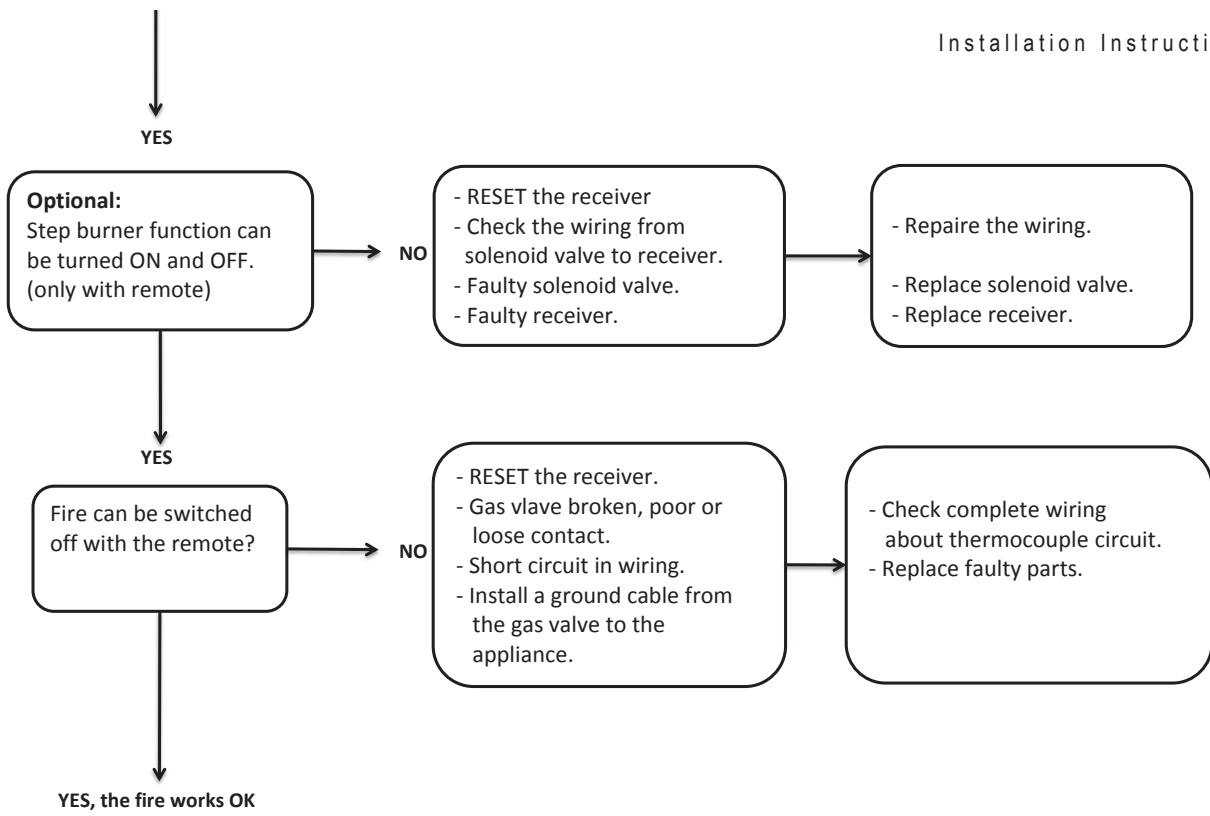 Installation Instructi
YES
Optional:
Step burner function can
be turned ON and OFF.
(only with remote)
NO
- RESET the receiver
- Check the wiring from
solenoid valve to receiver.
- Faulty solenoid valve.
- Faulty receiver.
- Repaire the wiring.
- Replace solenoid valve.
- Replace receiver.
YES
Fire can be switched
off with the remote?
NO
- RESET the receiver.
- Gas vlave broken, poor or
loose contact.
- Short circuit in wiring.
- Install a ground cable from
the gas valve to the
appliance.
- Check complete wiring
about thermocouple circuit.
- Replace faulty parts.
YES, the fire works OK